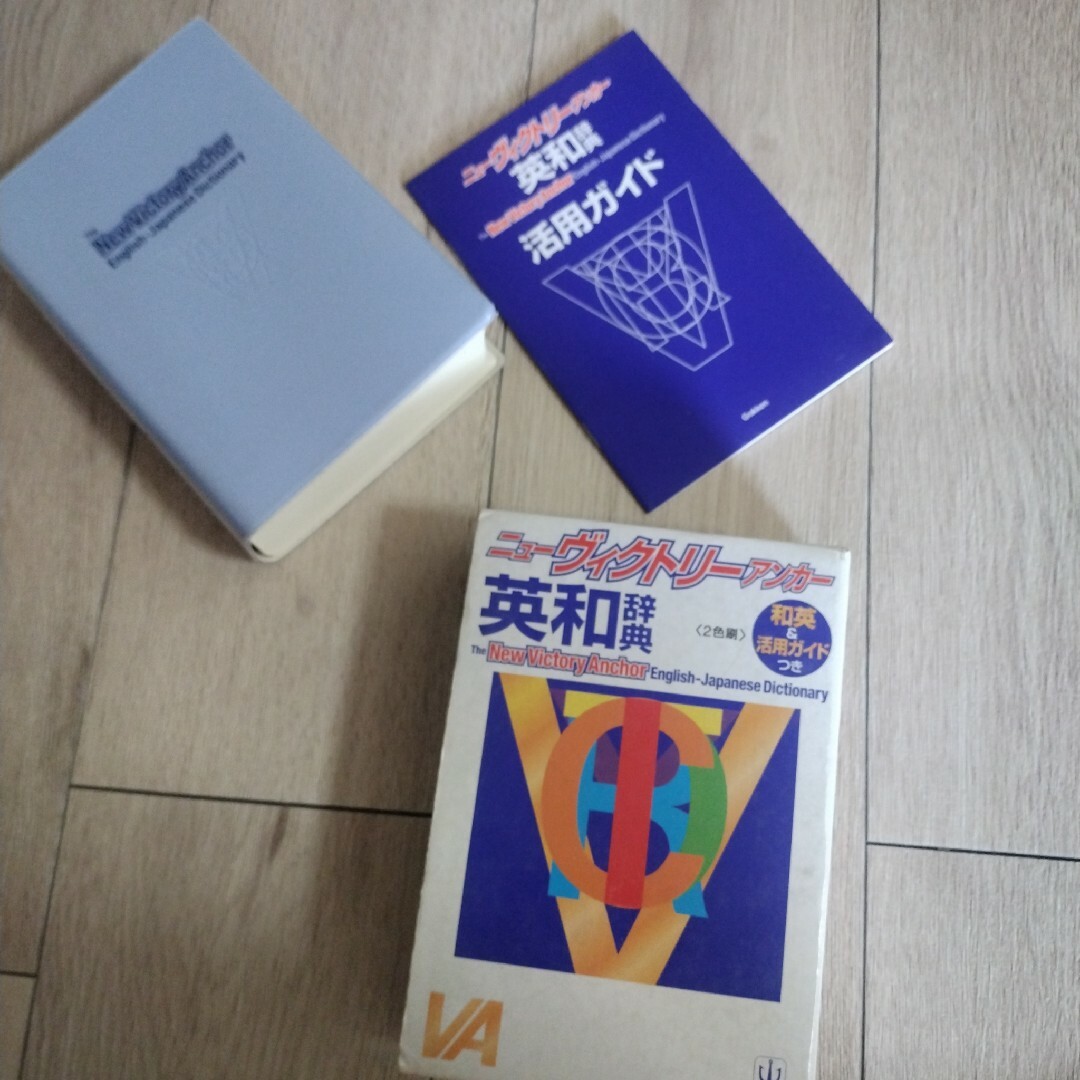 The
NewVictoryAnchor
English-Japanese Dictionary
ニューヴィクトリーアンカー
英和辞典
The New Victory Anchor English-Japanese Dictionary
活用ガイド
Gakken
ニューヴィクトリーアンカー
英和辞典
〈2色刷〉
和英
&
活用ガイド
つき
The New Victory Anchor English-Japanese Dictionary
VA